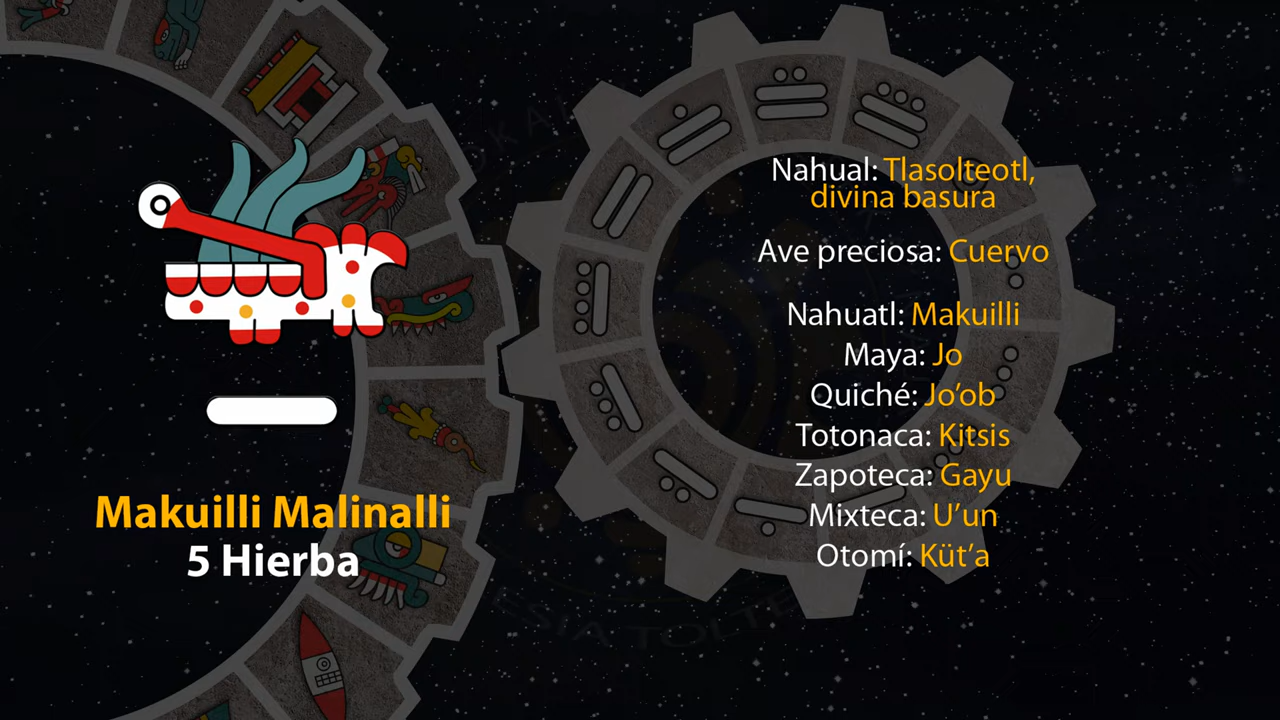 Makuilli Malinalli
5 Hierba
Nahual: Tlasolteotl,
divina basura
Ave preciosa: Cuervo
Nahuatl: Makuilli
Maya: Jo
Quiché: Jo’ob
Totonaca: Kitsis
Zapoteca: Gayu
Mixteca: U’un
Otomí: Küt’a